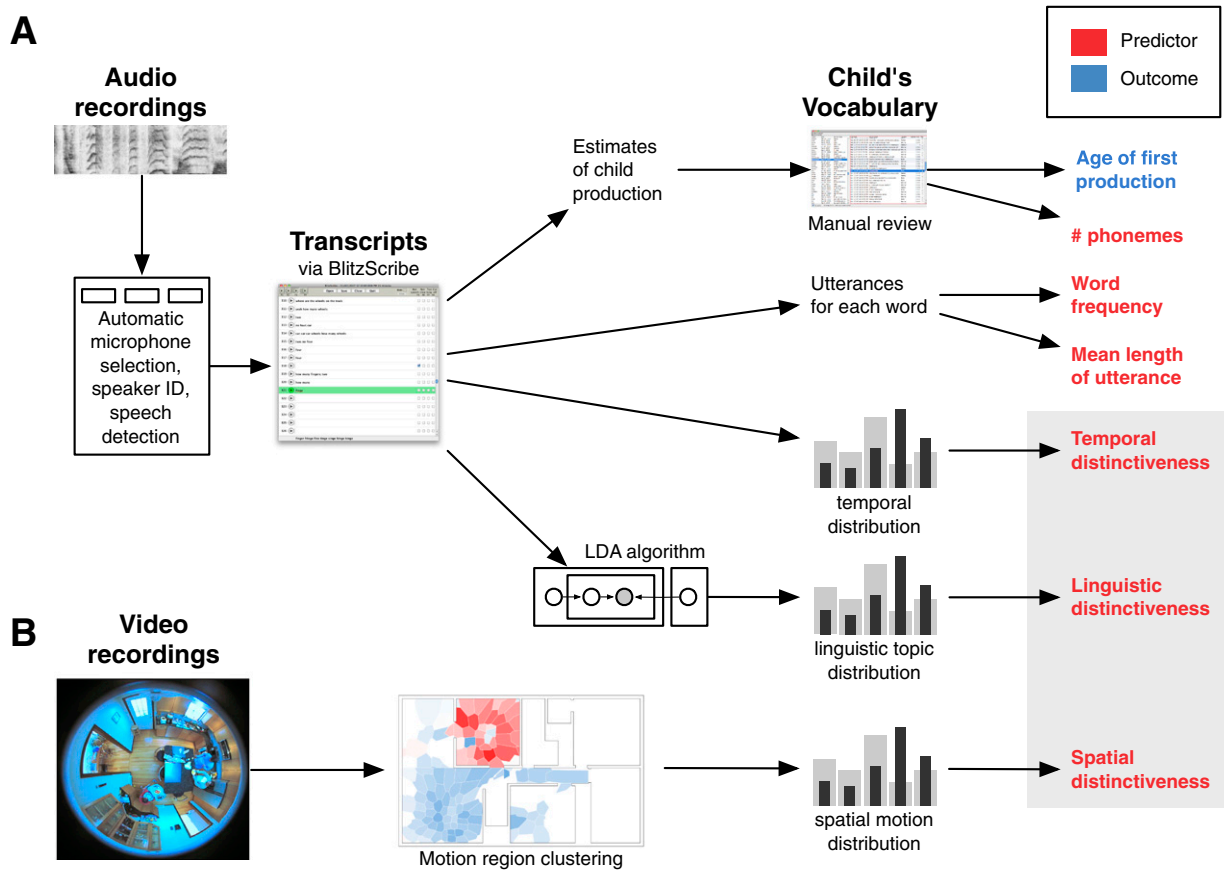 A
Audio
recordings
Automatic
microphone
selection,
speaker ID,
speech
detection
Transcripts
via BlitzScribe
Estimates
of child
production
Child's
Vocabulary
Manual review
Predictor
Outcome
Age of first
production
# phonemes
Utterances
for each word
Word
frequency
Mean length
of utterance
temporal
distribution
Temporal
distinctiveness
LDA algorithm
linguistic topic
distribution
Linguistic
distinctiveness
B
Video
recordings
Motion region clustering
spatial motion
distribution
Spatial
distinctiveness